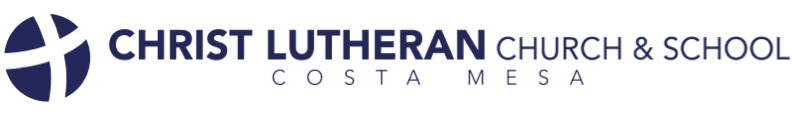 CHRIST LUTHERAN CHURCH & SCHOOL
COSTA MESA